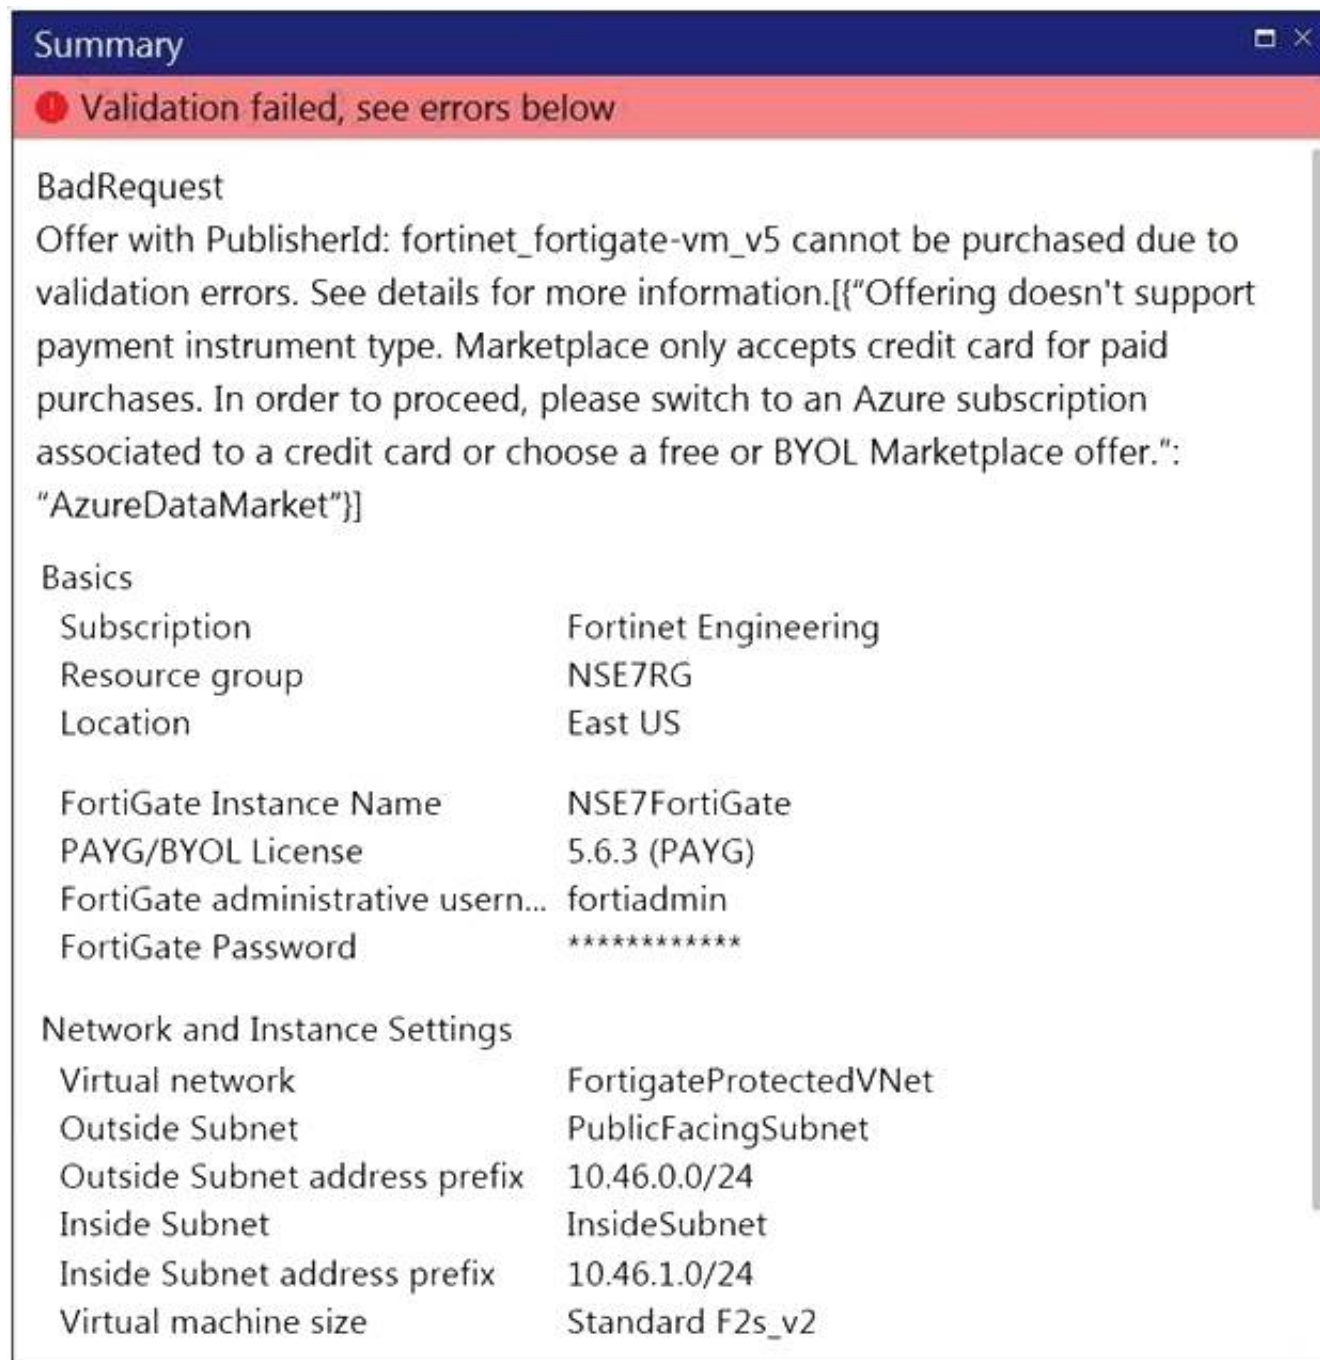 Summary
Validation failed, see errors below
BadRequest
Offer with PublisherId: fortinet_fortigate-vm_v5 cannot be purchased due to
validation errors. See details for more information.[{“Offering doesn't support
payment instrument type. Marketplace only accepts credit card for paid
purchases. In order to proceed, please switch to an Azure subscription
associated to a credit card or choose a free or BYOL Marketplace offer.”:
“AzureDataMarket”}]
Basics
Subscription Fortinet Engineering
Resource group NSE7RG
Location East US
FortiGate Instance Name NSE7FortiGate
PAYG/BYOL License 5.6.3 (PAYG)
FortiGate administrative usern... fortiadmin
FortiGate Password ************
Network and Instance Settings
Virtual network FortigateProtectedVNet
Outside Subnet PublicFacingSubnet
Outside Subnet address prefix 10.46.0.0/24
Inside Subnet InsideSubnet
Inside Subnet address prefix 10.46.1.0/24
Virtual machine size Standard F2s_v2